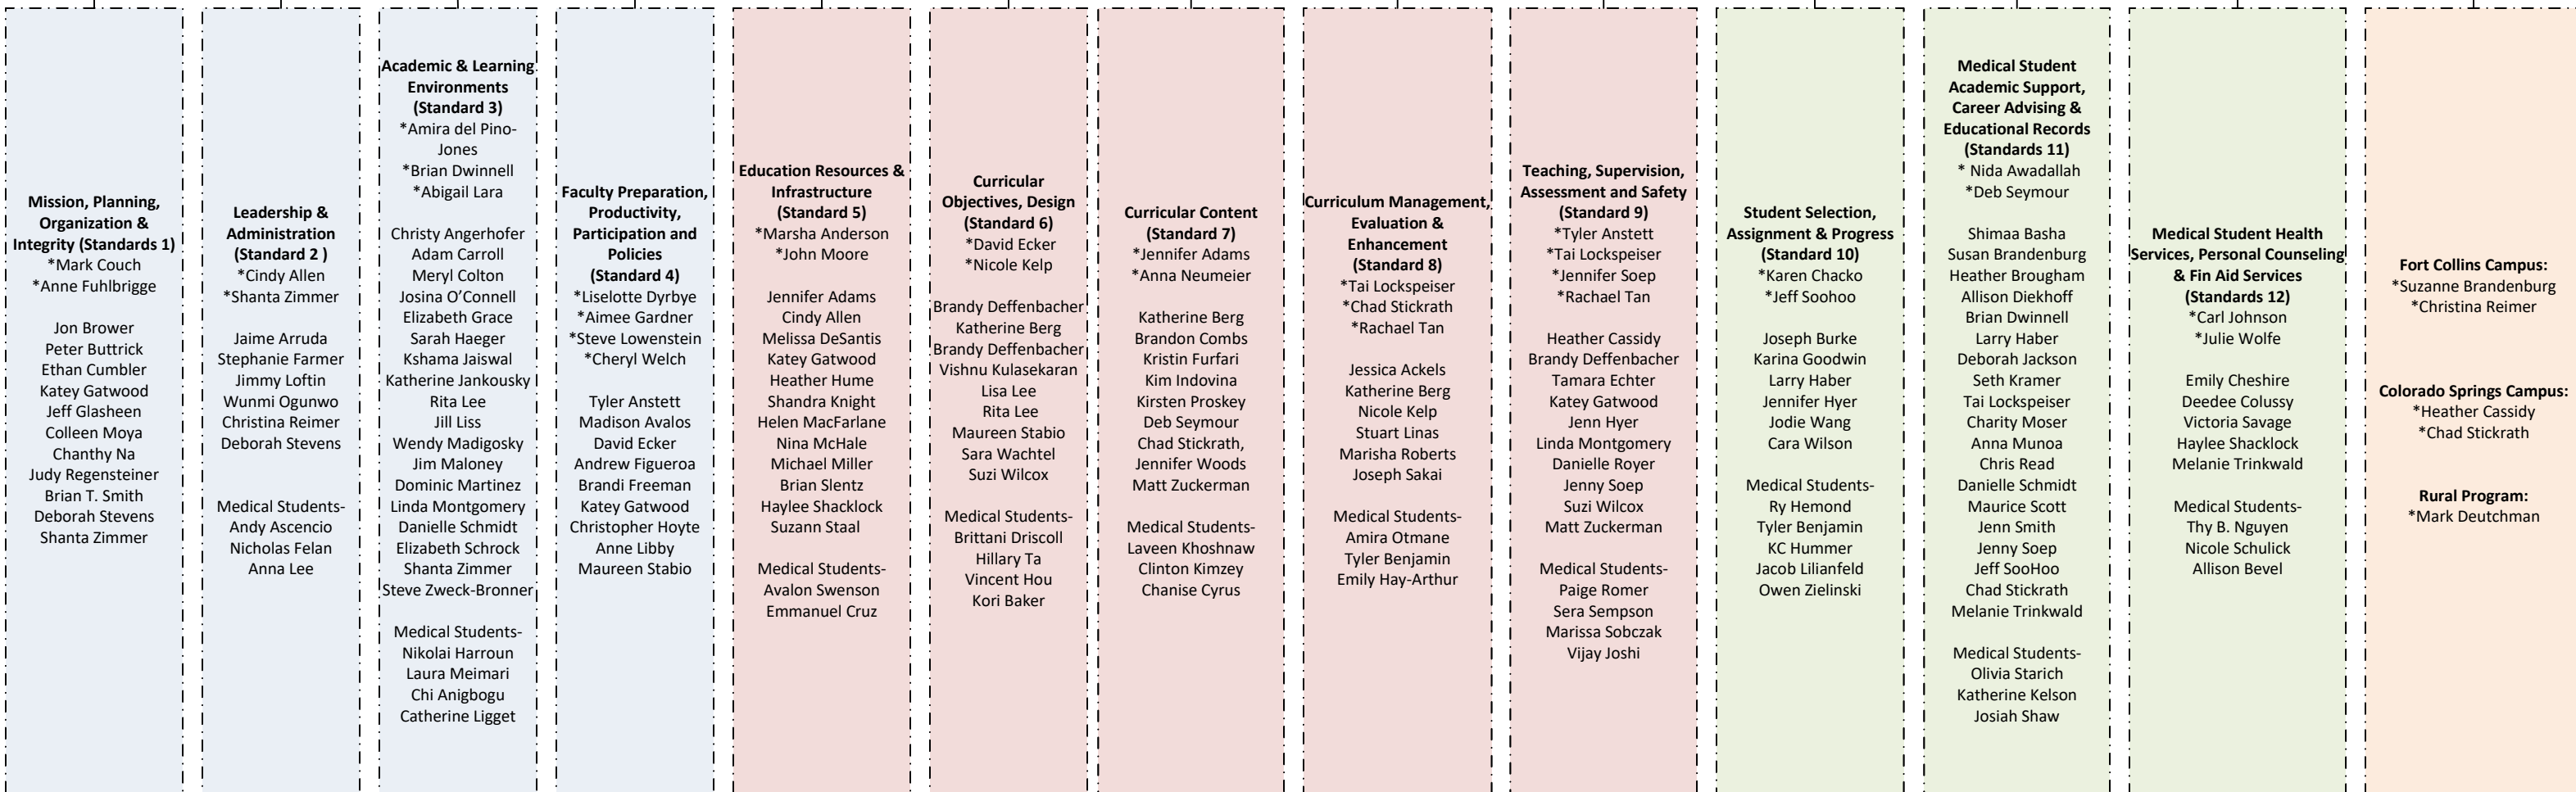 Mission, Planning,
Organization &
Integrity (Standards 1)
*Mark Couch
*Anne Fuhlbrigge
Jon Brower
Peter Buttrick
Ethan Cumbler
Katey Gatwood
Jeff Glasheen
Colleen Moya
Chanthy Na
Judy Regensteiner
Brian T. Smith
Deborah Stevens
Shanta Zimmer
Leadership &
Administration
(Standard 2 )
*Cindy Allen
*Shanta Zimmer
Jaime Arruda
Stephanie Farmer
Jimmy Loftin
Wunmi Ogunwo
Christina Reimer
Deborah Stevens
Medical Students-
Andy Ascencio
Nicholas Felan
Anna Lee
Academic & Learning
Environments
(Standard 3)
*Amira del Pino-
Jones
*Brian Dwinnell
*Abigail Lara
Christy Angerhofer
Adam Carroll
Meryl Colton
Josina O’Connell
Elizabeth Grace
Sarah Haeger
Kshama Jaiswal
Katherine Jankousky
Rita Lee
Jill Liss
Wendy Madigosky
Jim Maloney
Dominic Martinez
Linda Montgomery
Danielle Schmidt
Elizabeth Schrock
Shanta Zimmer
Steve Zweck-Bronner
Medical Students-
Nikolai Harroun
Laura Meimari
Chi Anigbogu
Catherine Ligget
Faculty Preparation,
Productivity,
Participation and
Policies
(Standard 4)
*Liselotte Dyrbye
*Aimee Gardner
*Steve Lowenstein
*Cheryl Welch
Tyler Anstett
Madison Avalos
David Ecker
Andrew Figueroa
Brandi Freeman
Katey Gatwood
Christopher Hoyte
Anne Libby
Maureen Stabio
Education Resources &
Infrastructure
(Standard 5)
*Marsha Anderson
*John Moore
Jennifer Adams
Cindy Allen
Melissa DeSantis
Katey Gatwood
Heather Hume
Shandra Knight
Helen MacFarlane
Nina McHale
Michael Miller
Brian Slentz
Haylee Shacklock
Suzann Staal
Medical Students-
Avalon Swenson
Emmanuel Cruz
Curricular
Objectives, Design
(Standard 6)
*David Ecker
*Nicole Kelp
Brandy Deffenbacher
Katherine Berg
Brandy Deffenbacher
Vishnu Kulasekaran
Lisa Lee
Rita Lee
Maureen Stabio
Sara Wachtel
Suzi Wilcox
Medical Students-
Brittani Driscoll
Hillary Ta
Vincent Hou
Kori Baker
Curricular Content
(Standard 7)
*Jennifer Adams
*Anna Neumeier
Katherine Berg
Brandon Combs
Kristin Furfari
Kim Indovina
Kirsten Proskey
Deb Seymour
Chad Stickrath,
Jennifer Woods
Matt Zuckerman
Medical Students-
Laveen Khoshnaw
Clinton Kimzey
Chanise Cyrus
Curriculum Management,
Evaluation &
Enhancement
(Standard 8)
*Tai Lockspeiser
*Chad Stickrath
*Rachael Tan
Jessica Ackels
Katherine Berg
Nicole Kelp
Stuart Linas
Marisha Roberts
Joseph Sakai
Medical Students-
Amira Otmane
Tyler Benjamin
Emily Hay-Arthur
Teaching, Supervision,
Assessment and Safety
(Standard 9)
*Tyler Anstett
*Tai Lockspeiser
*Jennifer Soep
*Rachael Tan
Heather Cassidy
Brandy Deffenbacher
Tamara Echter
Katey Gatwood
Jenn Hyer
Linda Montgomery
Danielle Royer
Jenny Soep
Suzi Wilcox
Matt Zuckerman
Medical Students-
Paige Romer
Sera Sempson
Marissa Sobczak
Vijay Joshi
Student Selection,
Assignment & Progress
(Standard 10)
*Karen Chacko
*Jeff Soohoo
Joseph Burke
Karina Goodwin
Larry Haber
Jennifer Hyer
Jodie Wang
Cara Wilson
Medical Students-
Ry Hemond
Tyler Benjamin
KC Hummer
Jacob Lilianfeld
Owen Zielinski
Medical Student
Academic Support,
Career Advising &
Educational Records
(Standards 11)
* Nida Awadallah
*Deb Seymour
Shimaa Basha
Susan Brandenburg
Heather Brougham
Allison Diekhoff
Brian Dwinnell
Larry Haber
Deborah Jackson
Seth Kramer
Tai Lockspeiser
Charity Moser
Anna Munoa
Chris Read
Danielle Schmidt
Maurice Scott
Jenn Smith
Jenny Soep
Jeff SooHoo
Chad Stickrath
Melanie Trinkwald
Medical Students-
Olivia Starich
Katherine Kelson
Josiah Shaw
Medical Student Health
Services, Personal Counseling
& Fin Aid Services
(Standards 12)
*Carl Johnson
*Julie Wolfe
Emily Cheshire
Deedee Colussy
Victoria Savage
Haylee Shacklock
Melanie Trinkwald
Medical Students-
Thy B. Nguyen
Nicole Schulick
Allison Bevel
Fort Collins Campus:
*Suzanne Brandenburg
*Christina Reimer
Colorado Springs Campus:
*Heather Cassidy
*Chad Stickrath
Rural Program:
*Mark Deutchman